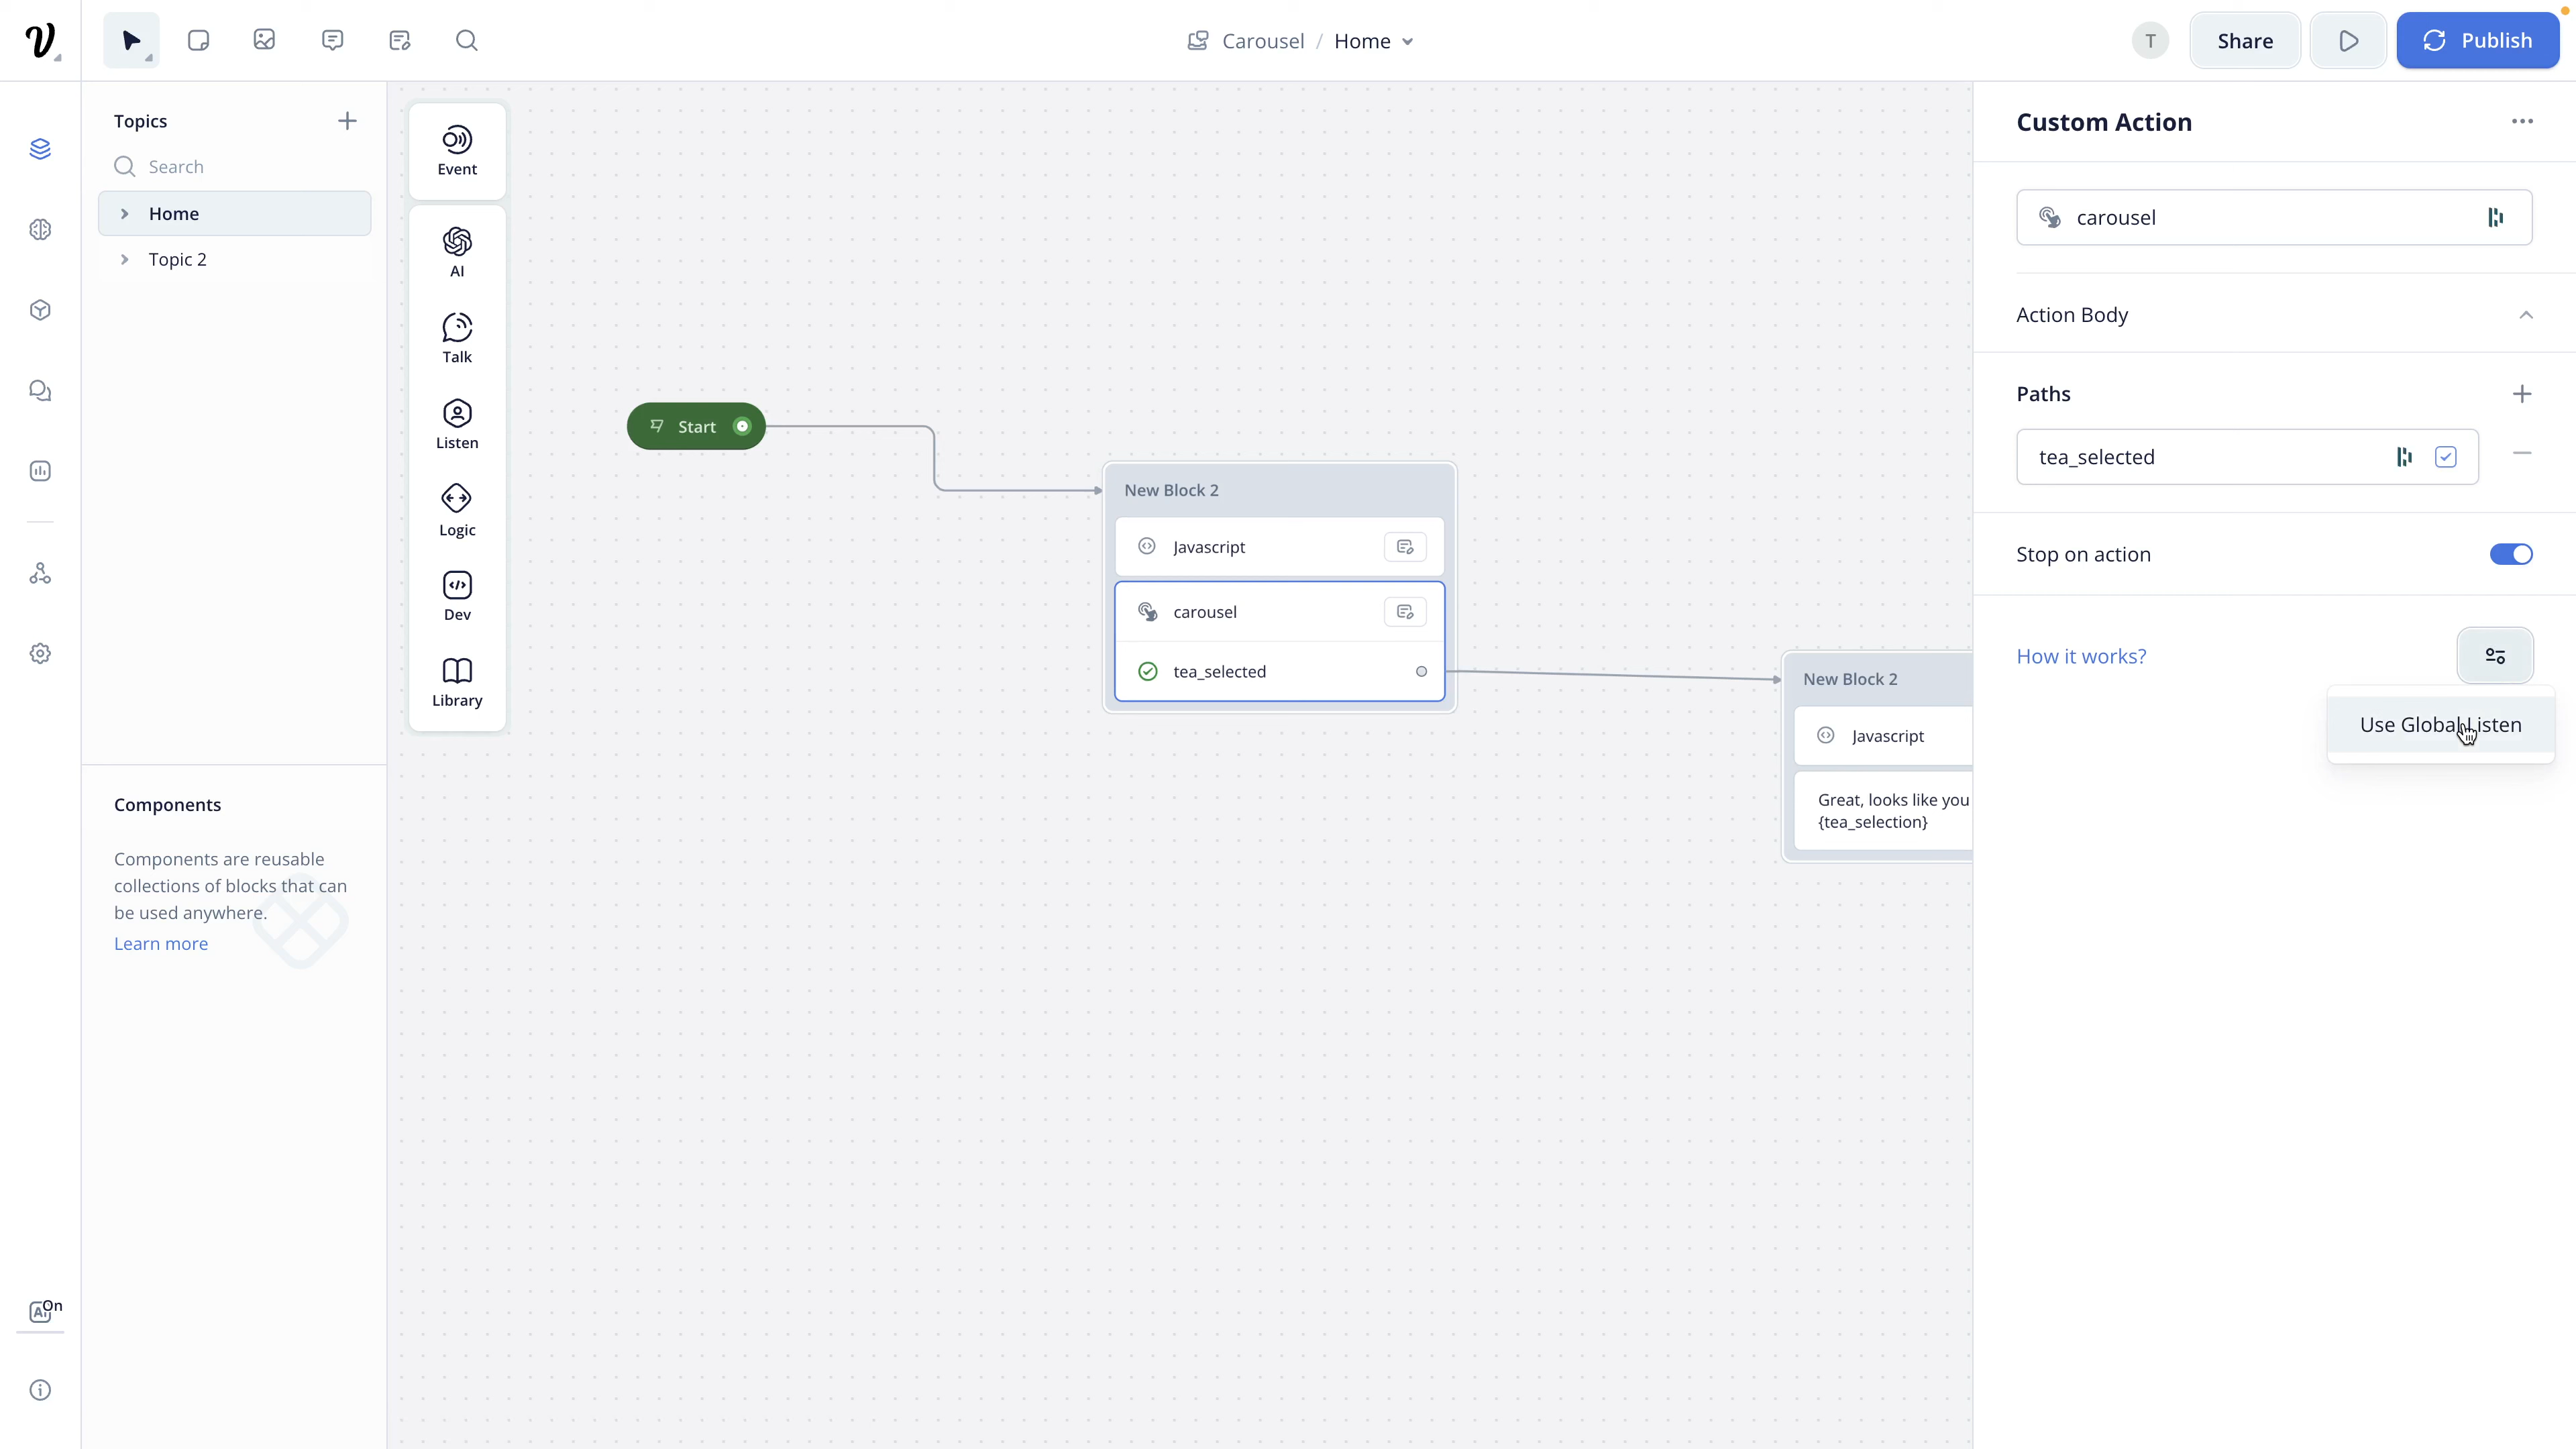 Carousel / Home
T
Share
Publish
Topics
Search
Home
Topic 2
Components
Components are reusable
collections of blocks that can
be used anywhere.
Learn more
On
AI
Event
AI
Talk
Listen
Logic
Dev
Library
Start
New Block 2
Javascript
carousel
tea_selected
New Block 2
Javascript
Great, looks like you
{tea_selection}
Custom Action
carousel
Action Body
Paths
tea_selected
Stop on action
How it works?
Use Global Listen